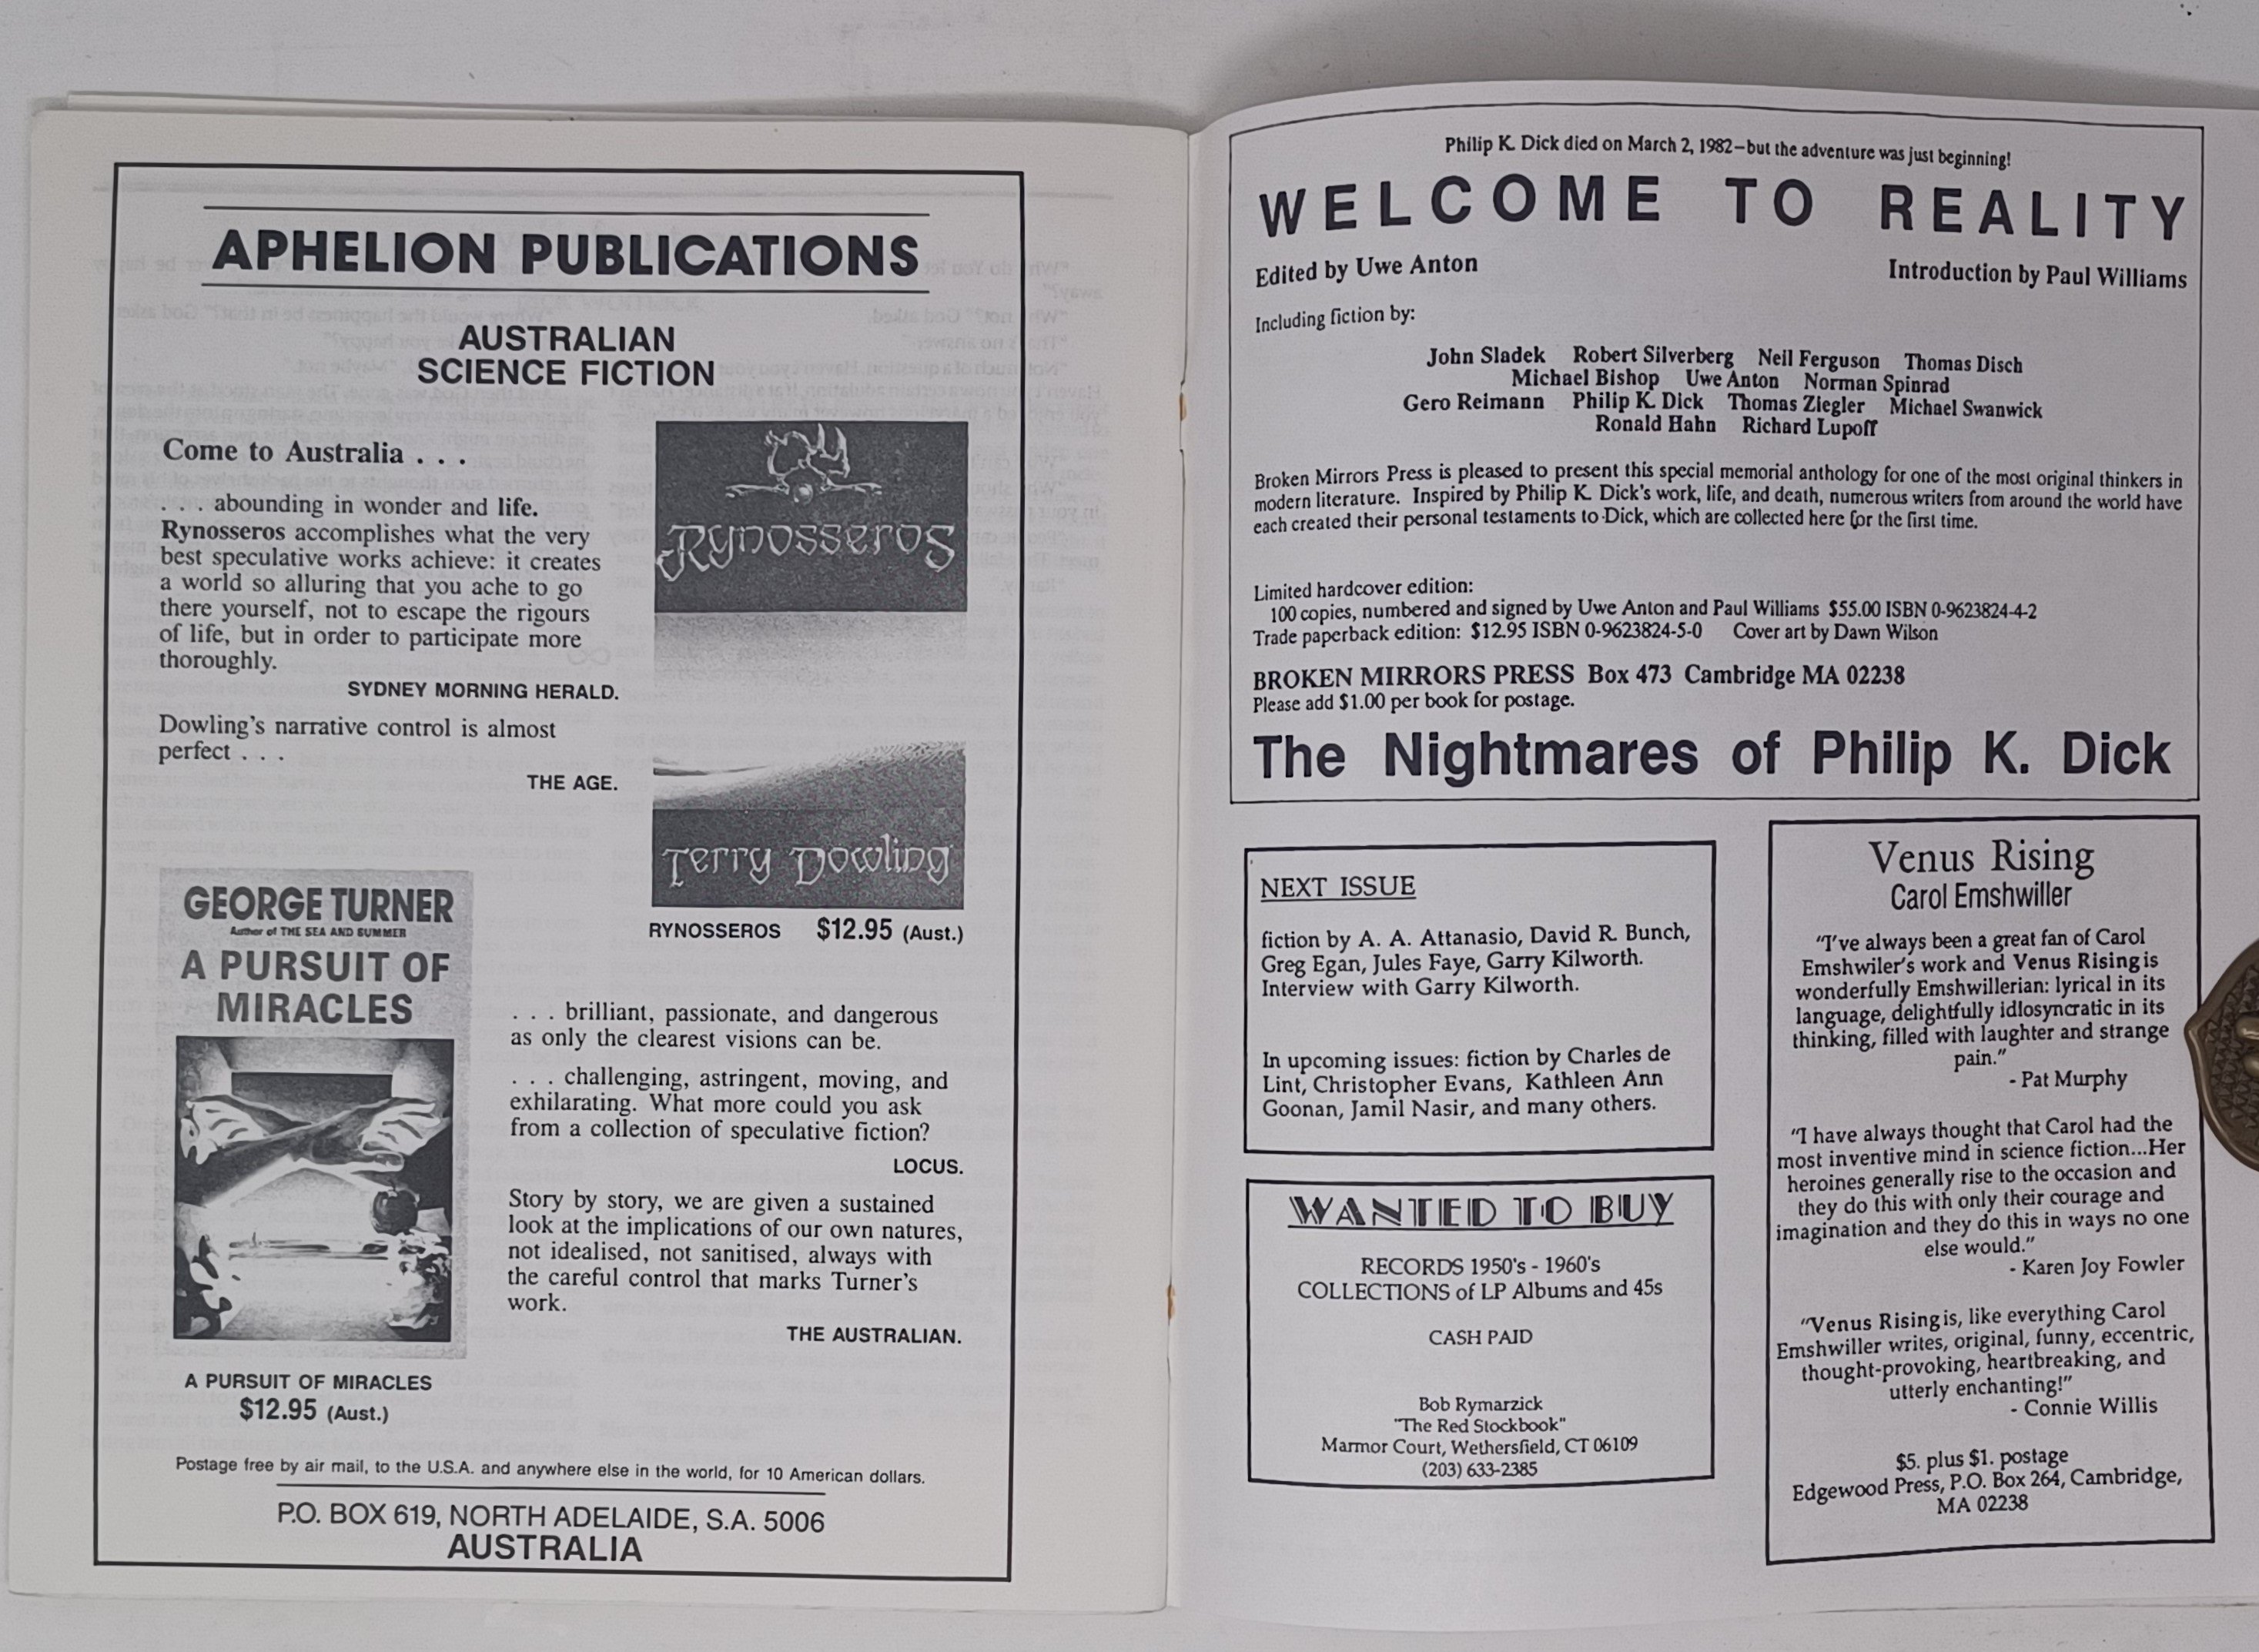 APHELION PUBLICATIONS
AUSTRALIAN
SCIENCE FICTION
Come to Australia . . .
. . . abounding in wonder and life.
Rynosseros accomplishes what the very
best speculative works achieve: it creates
a world so alluring that you ache to go
there yourself, not to escape the rigours
of life, but in order to participate more
thoroughly.
SYDNEY MORNING HERALD.
Dowling's narrative control is almost
perfect . . .
THE AGE.
Rynosseros
Terry Dowling
RYNOSSEROS $12.95 (Aust.)
GEORGE TURNER
Author of THE SEA AND SUMMER
A PURSUIT OF
MIRACLES
A PURSUIT OF MIRACLES
$12.95 (Aust.)
. . . brilliant, passionate, and dangerous
as only the clearest visions can be.
. . . challenging, astringent, moving, and
exhilarating. What more could you ask
from a collection of speculative fiction?
LOCUS.
Story by story, we are given a sustained
look at the implications of our own natures,
not idealised, not sanitised, always with
the careful control that marks Turner's
work.
THE AUSTRALIAN.
Postage free by air mail, to the U.S.A. and anywhere else in the world, for 10 American dollars.
P.O. BOX 619, NORTH ADELAIDE, S.A. 5006
AUSTRALIA
Philip K. Dick died on March 2, 1982–but the adventure was just beginning!
WELCOME TO REALITY
Edited by Uwe Anton Introduction by Paul Williams
Including fiction by:
John Sladek Robert Silverberg Neil Ferguson Thomas Disch
Michael Bishop Uwe Anton Norman Spinrad
Gero Reimann Philip K. Dick Thomas Ziegler Michael Swanwick
Ronald Hahn Richard Lupoff
Broken Mirrors Press is pleased to present this special memorial anthology for one of the most original thinkers in
modern literature. Inspired by Philip K. Dick's work, life, and death, numerous writers from around the world have
each created their personal testaments to Dick, which are collected here for the first time.
Limited hardcover edition:
100 copies, numbered and signed by Uwe Anton and Paul Williams $55.00 ISBN 0-9623824-4-2
Trade paperback edition: $12.95 ISBN 0-9623824-5-0 Cover art by Dawn Wilson
BROKEN MIRRORS PRESS Box 473 Cambridge MA 02238
Please add $1.00 per book for postage.
The Nightmares of Philip K. Dick
NEXT ISSUE
fiction by A. A. Attanasio, David R. Bunch,
Greg Egan, Jules Faye, Garry Kilworth.
Interview with Garry Kilworth.
In upcoming issues: fiction by Charles de
Lint, Christopher Evans, Kathleen Ann
Goonan, Jamil Nasir, and many others.
WANTED TO BUY
RECORDS 1950's - 1960's
COLLECTIONS of LP Albums and 45s
CASH PAID
Bob Rymarzick
"The Red Stockbook"
Marmor Court, Wethersfield, CT 06109
(203) 633-2385
Venus Rising
Carol Emshwiller
"I've always been a great fan of Carol
Emshwiler's work and Venus Rising is
wonderfully Emshwillerian: lyrical in its
language, delightfully idiosyncratic in its
thinking, filled with laughter and strange
pain."
- Pat Murphy
"I have always thought that Carol had the
most inventive mind in science fiction...Her
heroines generally rise to the occasion and
they do this with only their courage and
imagination and they do this in ways no one
else would."
- Karen Joy Fowler
"Venus Rising is, like everything Carol
Emshwiller writes, original, funny, eccentric,
thought-provoking, heartbreaking, and
utterly enchanting!"
- Connie Willis
$5. plus $1. postage
Edgewood Press, P.O. Box 264, Cambridge,
MA 02238